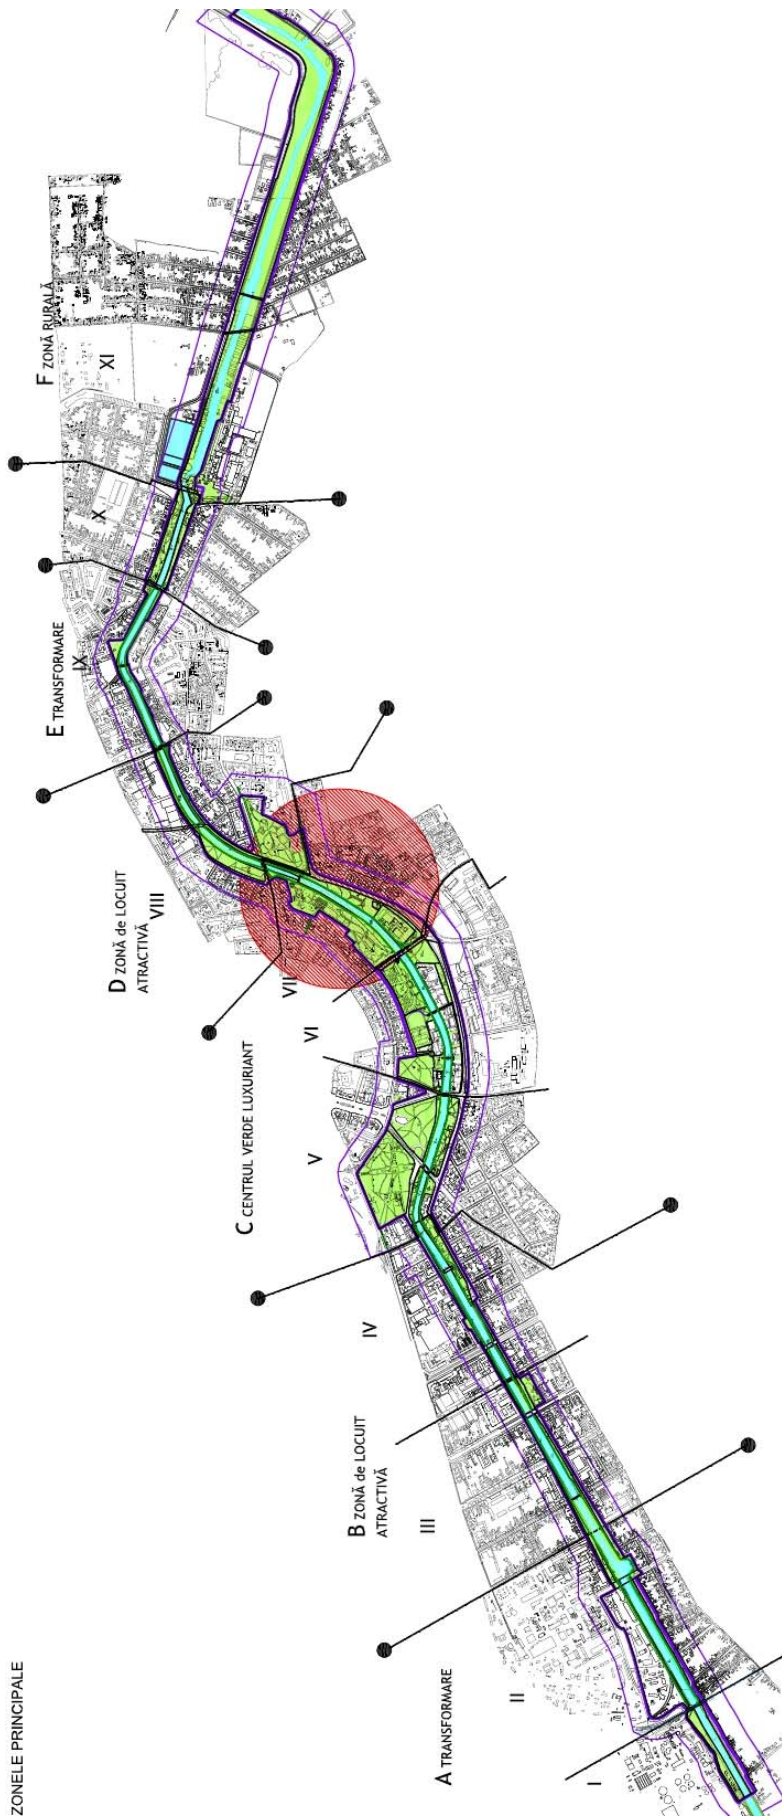 ZONELE PRINCIPALE
A TRANSFORMARE
I
II
B ZONĂ de LOCUIT
ATRACTIVĂ
III
IV
C CENTRUL VERDE LUXURIANT
V
VI
VII
D ZONĂ de LOCUIT
ATRACTIVĂ
VIII
E TRANSFORMARE
IX
X
F ZONĂ RURALĂ
XI